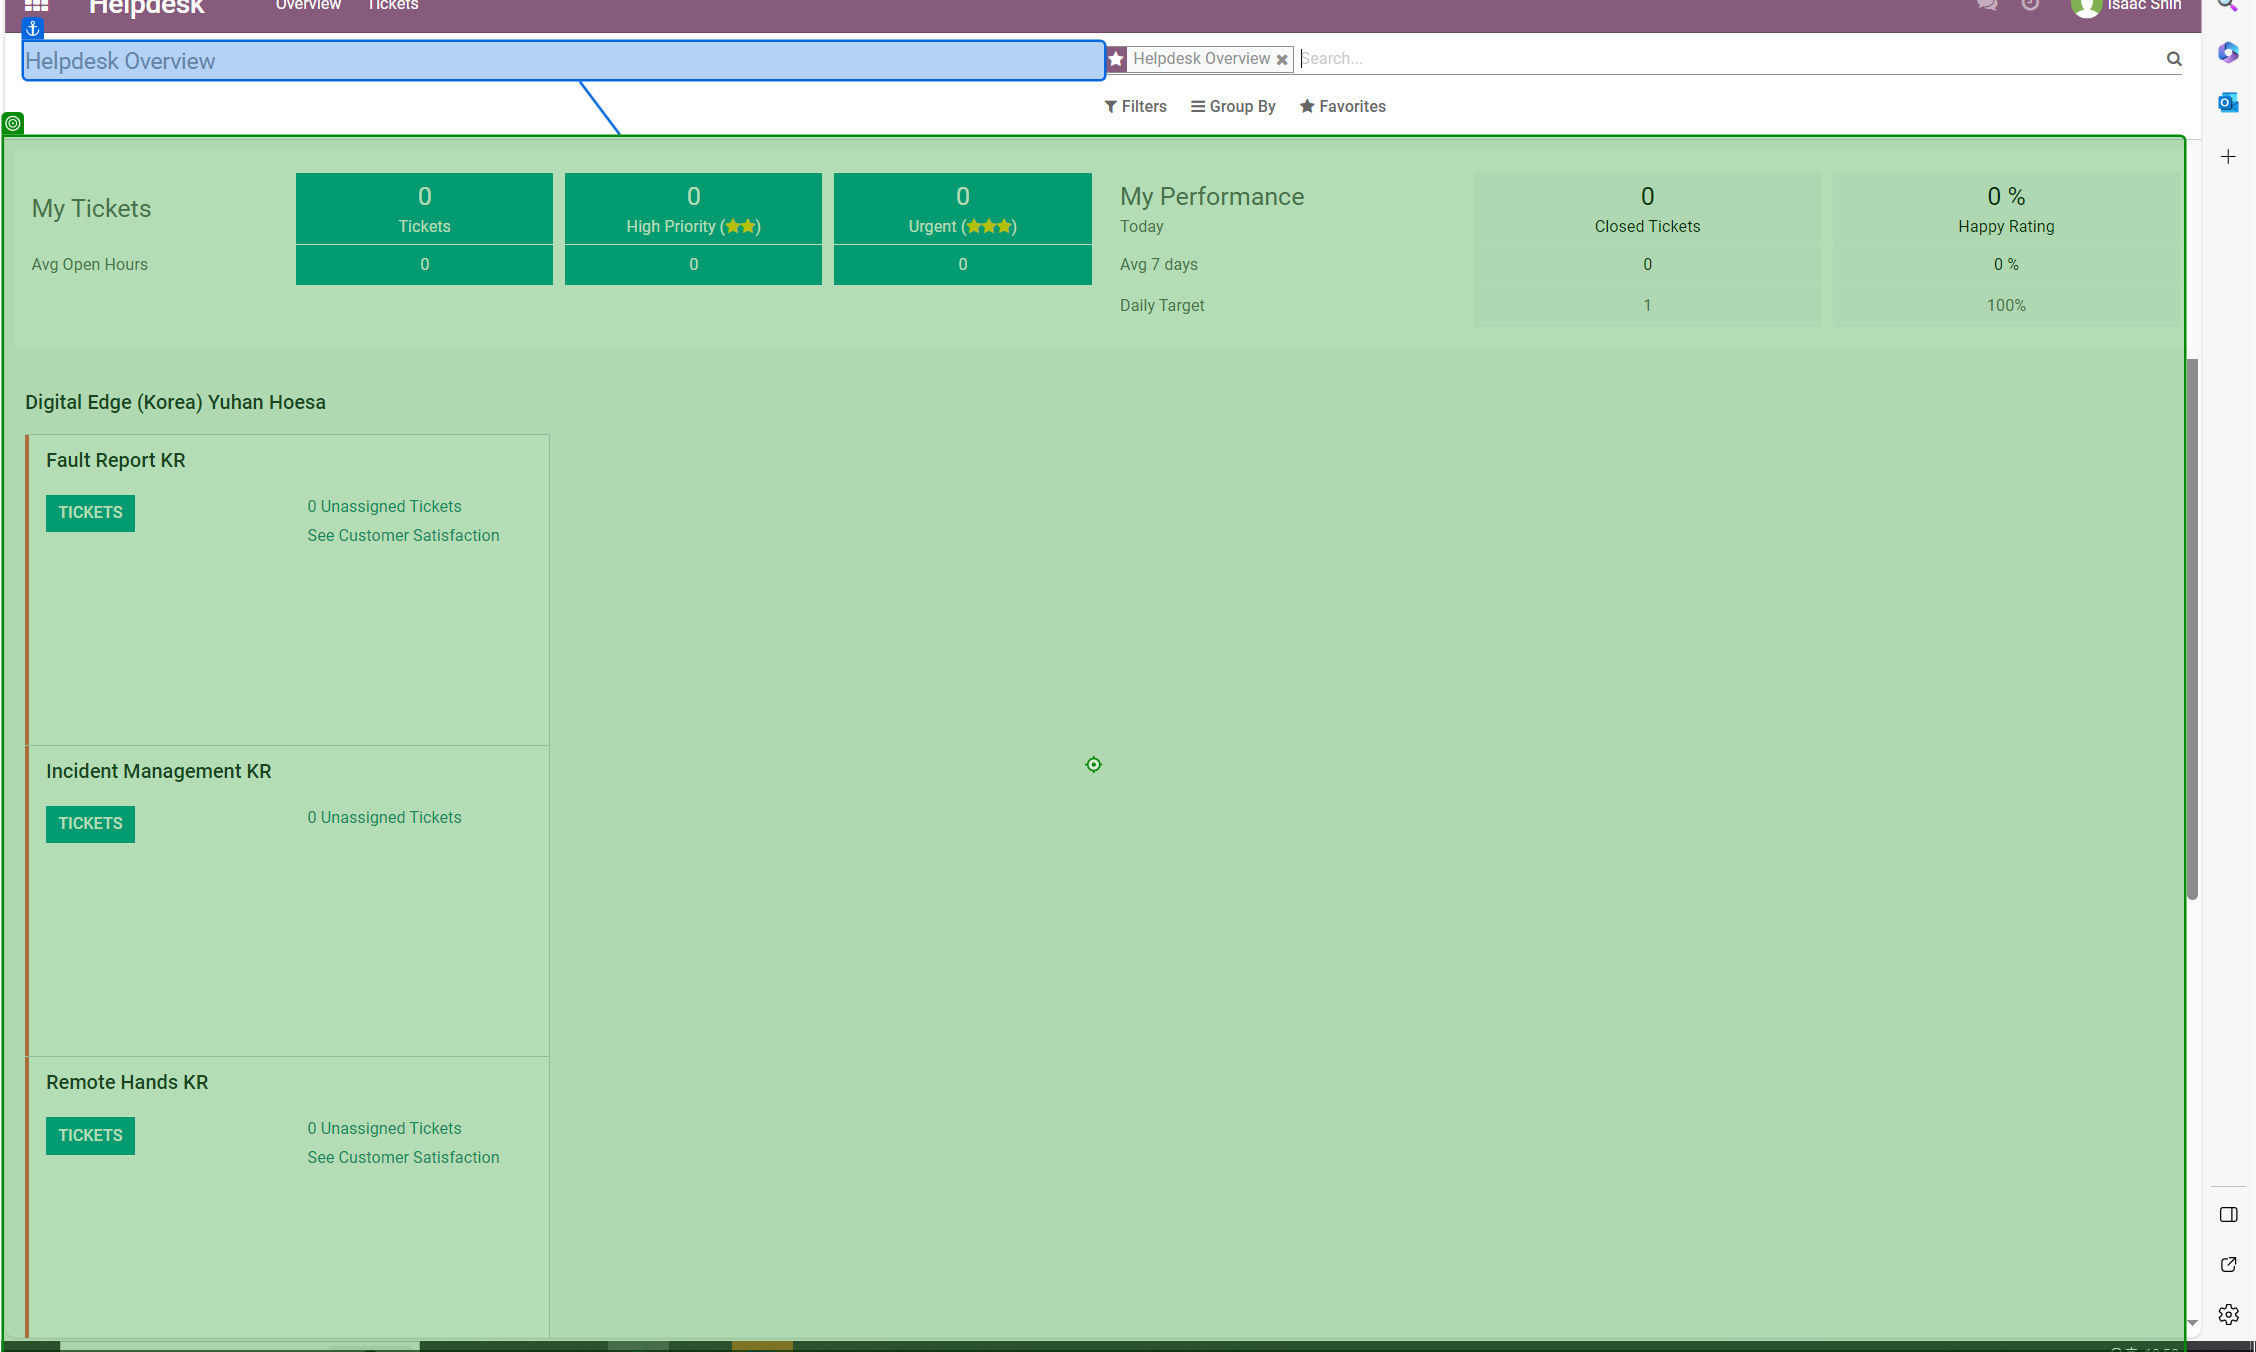 Helpdesk
Overview
Tickets
Isaac Shin
Helpdesk Overview
Helpdesk Overview
Search...
Filters
Group By
Favorites
My Tickets
0
Tickets
0
High Priority (★★)
0
Urgent (★★★)
Avg Open Hours
0
0
0
My Performance
Today
0
Closed Tickets
0 %
Happy Rating
Avg 7 days
0
0 %
Daily Target
1
100%
Digital Edge (Korea) Yuhan Hoesa
Fault Report KR
TICKETS
0 Unassigned Tickets
See Customer Satisfaction
Incident Management KR
TICKETS
0 Unassigned Tickets
Remote Hands KR
TICKETS
0 Unassigned Tickets
See Customer Satisfaction